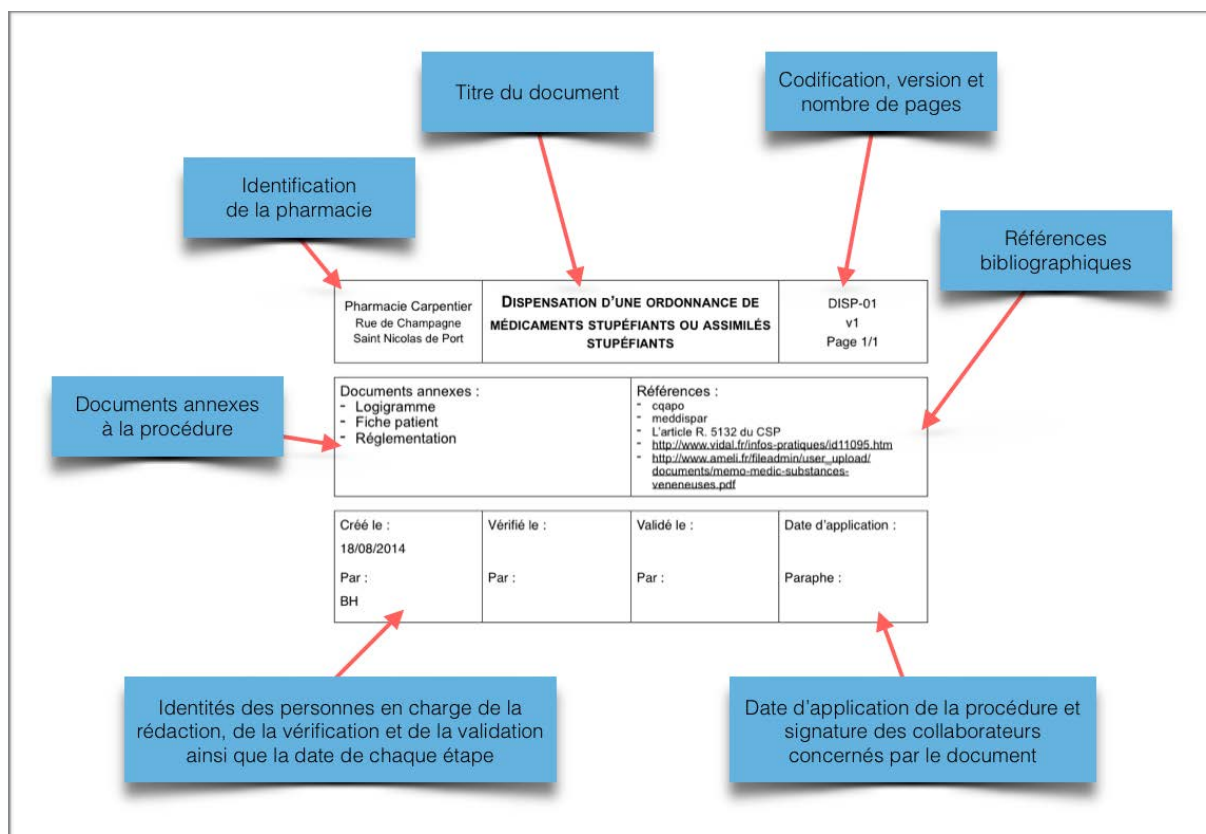 Titre du document
Codification, version et
nombre de pages
Identification
de la pharmacie
Références
bibliographiques
Pharmacie Carpentier
Rue de Champagne
Saint Nicolas de Port
DISPENSATION D'UNE ORDONNANCE DE
MÉDICAMENTS STUPÉFIANTS OU ASSIMILÉS
STUPÉFIANTS
DISP-01
v1
Page 1/1
Documents annexes
à la procédure
Documents annexes :
- Logigramme
- Fiche patient
- Réglementation
Références :
- cqapo
- meddispar
- L'article R. 5132 du CSP
- http://www.vidal.fr/infos-pratiques/id11095.htm
- http://www.ameli.fr/fileadmin/user_upload/
documents/memo-medic-substances-
veneneuses.pdf
Créé le :
18/08/2014
Par :
BH
Vérifié le :
Par :
Validé le :
Par :
Date d'application :
Paraphe :
Identités des personnes en charge de la
rédaction, de la vérification et de la validation
ainsi que la date de chaque étape
Date d'application de la procédure et
signature des collaborateurs
concernés par le document